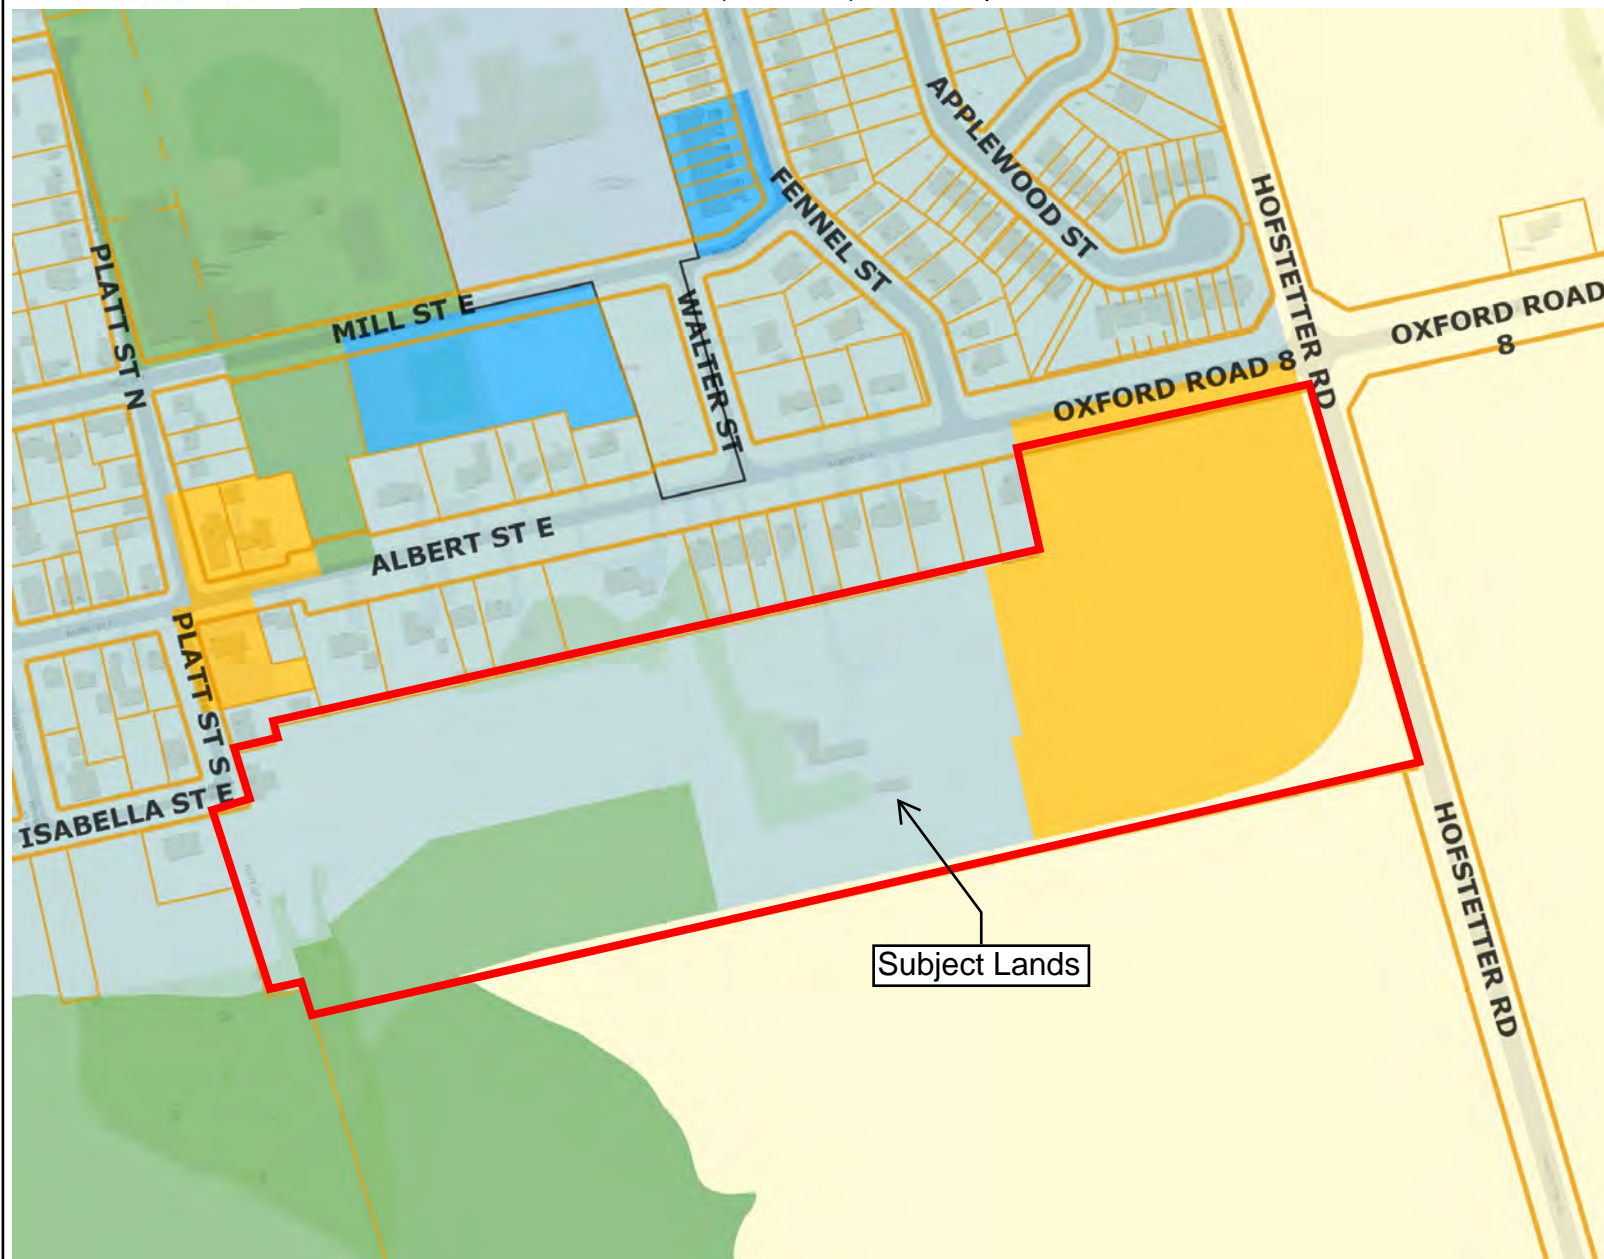 APPLEWOOD ST
FENNEL ST
HOFSTETTER RD
PLATT ST N
MILL ST E
WALTER ST
OXFORD ROAD
8
OXFORD ROAD 8
ALBERT ST E
PLATT ST S
ISABELLA ST E
HOFSTETTER RD
Subject Lands